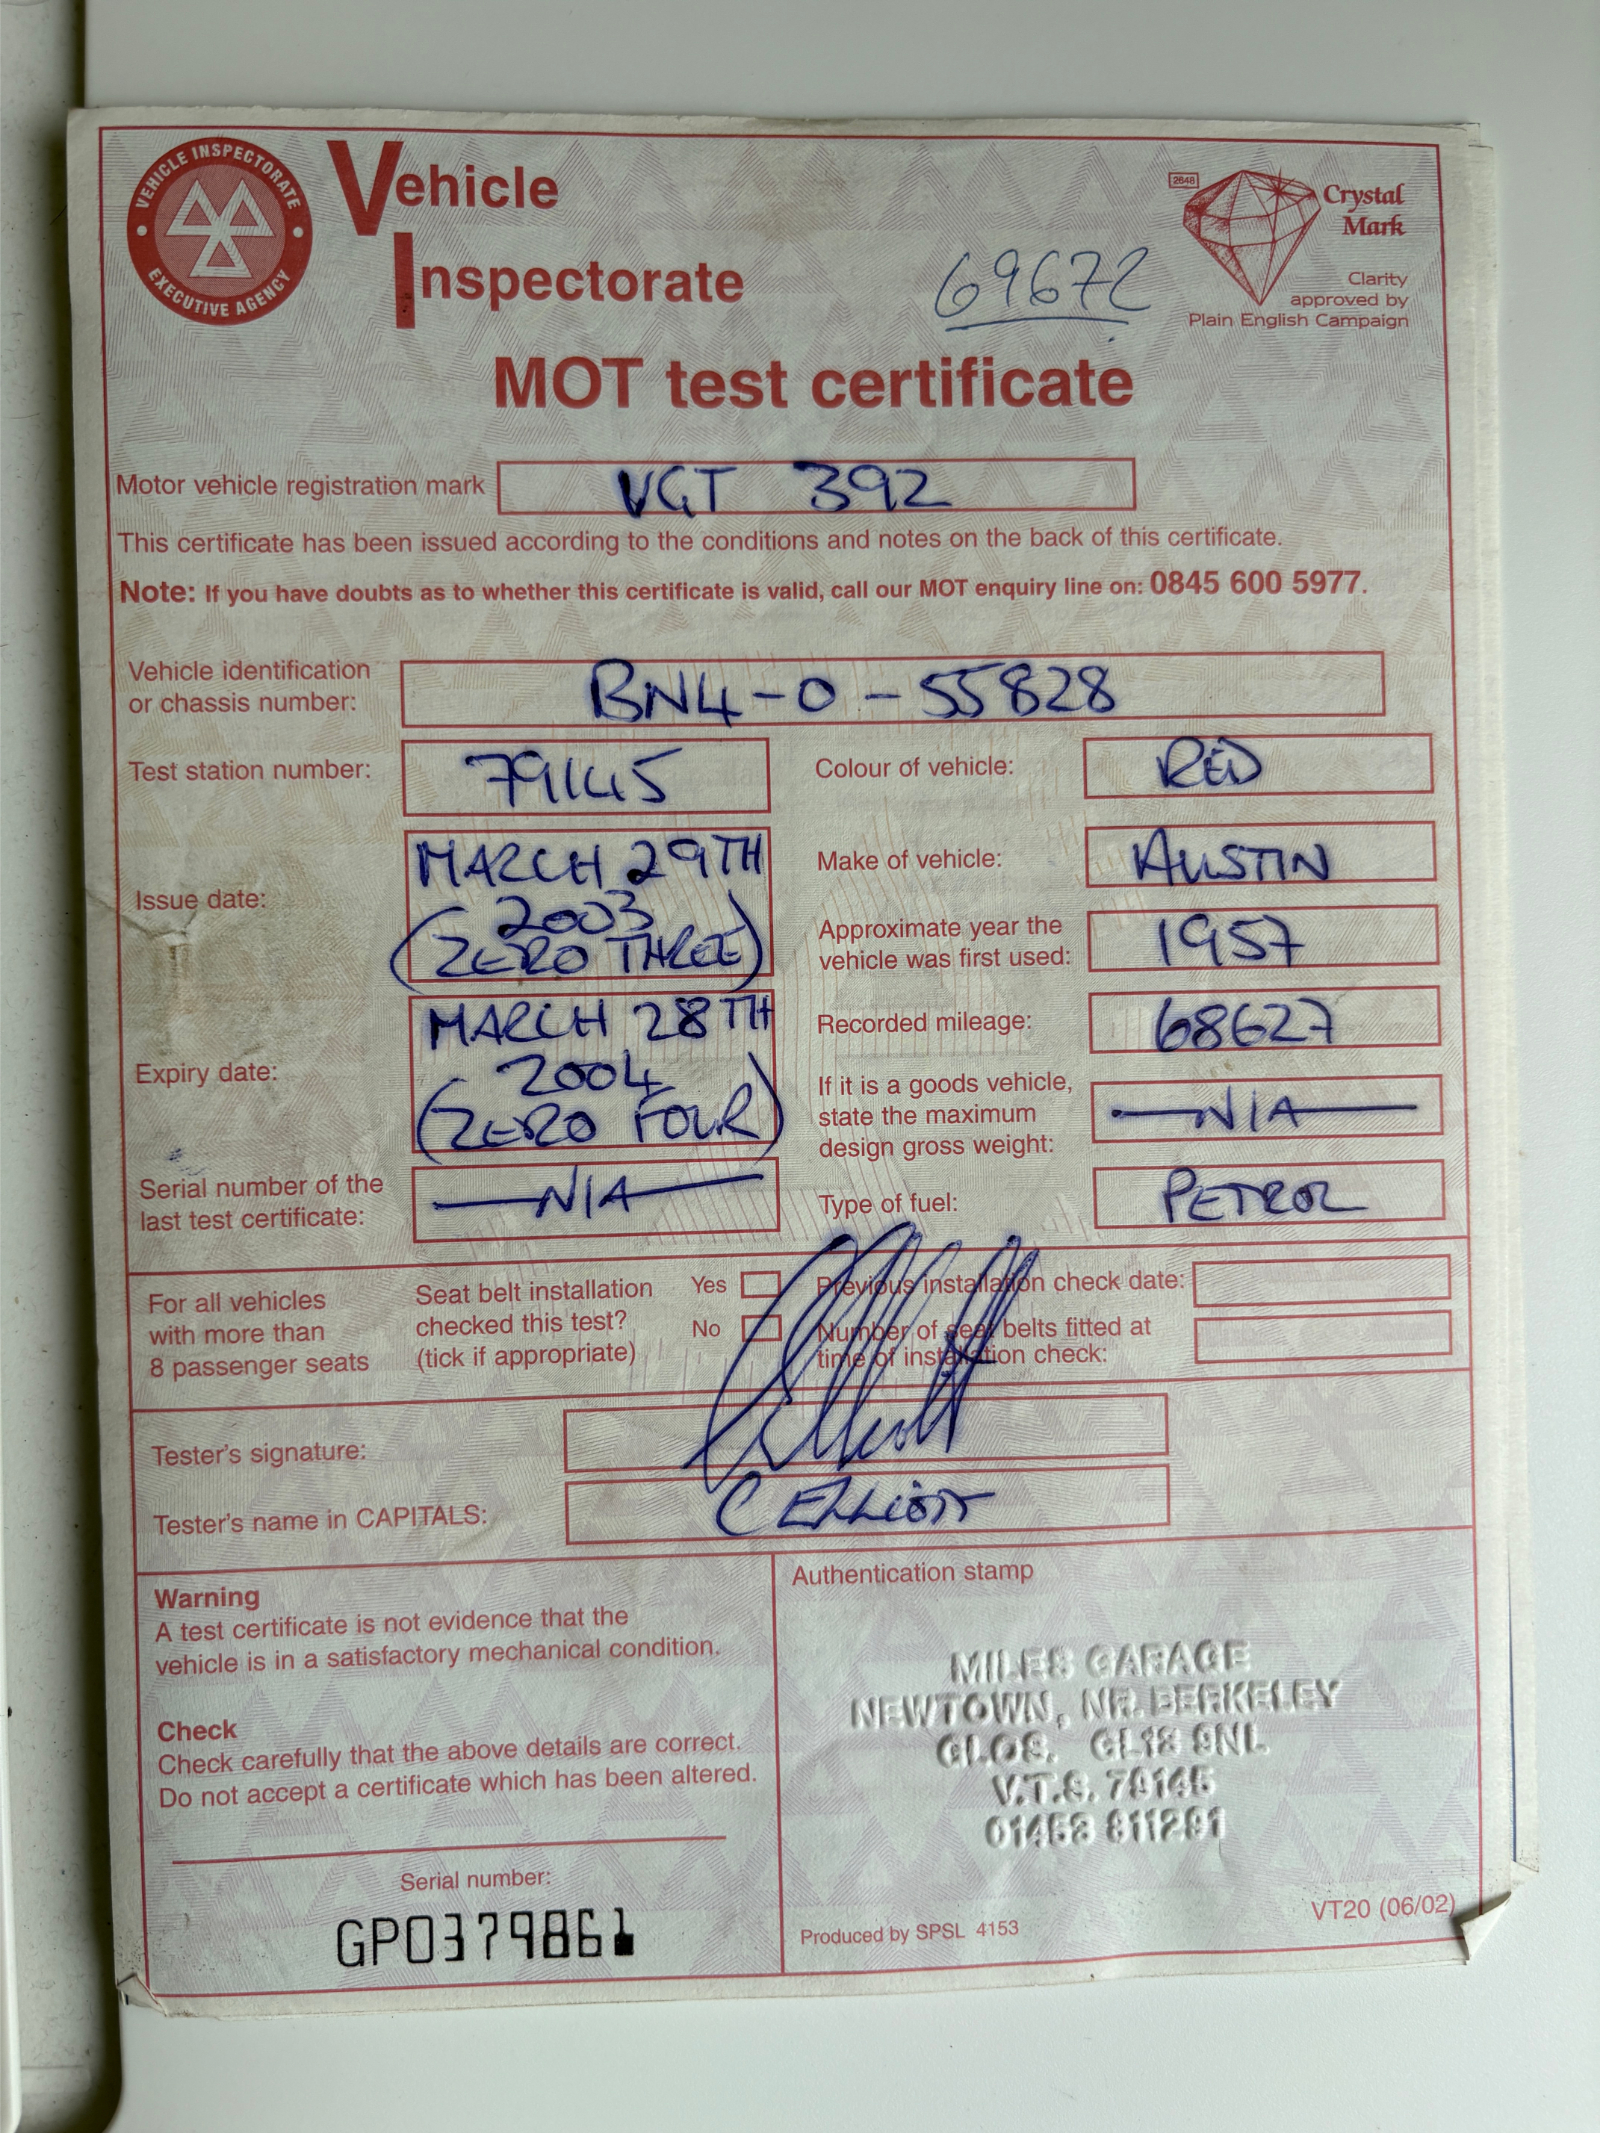 VEHICLE INSPECTORATE
EXECUTIVE AGENCY
Vehicle
Inspectorate
69672
2648
Crystal
Mark
Clarity
approved by
Plain English Campaign
MOT test certificate
Motor vehicle registration mark VGT 392
This certificate has been issued according to the conditions and notes on the back of this certificate.
Note: If you have doubts as to whether this certificate is valid, call our MOT enquiry line on: 0845 600 5977.
Vehicle identification
or chassis number: BN4-0-55828
Test station number: 79145
Colour of vehicle: RED
Issue date: MARCH 29TH
2003
(ZERO THREE)
Make of vehicle: AUSTIN
Approximate year the
vehicle was first used: 1957
Expiry date: MARCH 28TH
2004
(ZERO FOUR)
Recorded mileage: 68627
If it is a goods vehicle,
state the maximum
design gross weight: N/A
Serial number of the
last test certificate: N/A
Type of fuel: PETROL
For all vehicles
with more than
8 passenger seats
Seat belt installation
checked this test?
(tick if appropriate)
Yes
No
Previous installation check date:
Number of seat belts fitted at
time of installation check:
Tester's signature:
Tester's name in CAPITALS: C ELLIOTT
Warning
A test certificate is not evidence that the
vehicle is in a satisfactory mechanical condition.
Check
Check carefully that the above details are correct.
Do not accept a certificate which has been altered.
Serial number:
GP0379861
Authentication stamp
MILES GARAGE
NEWTOWN, NR. BERKELEY
GLOS. GL13 9NL
V.T.S. 79145
01453 811291
Produced by SPSL 4153
VT20 (06/02)